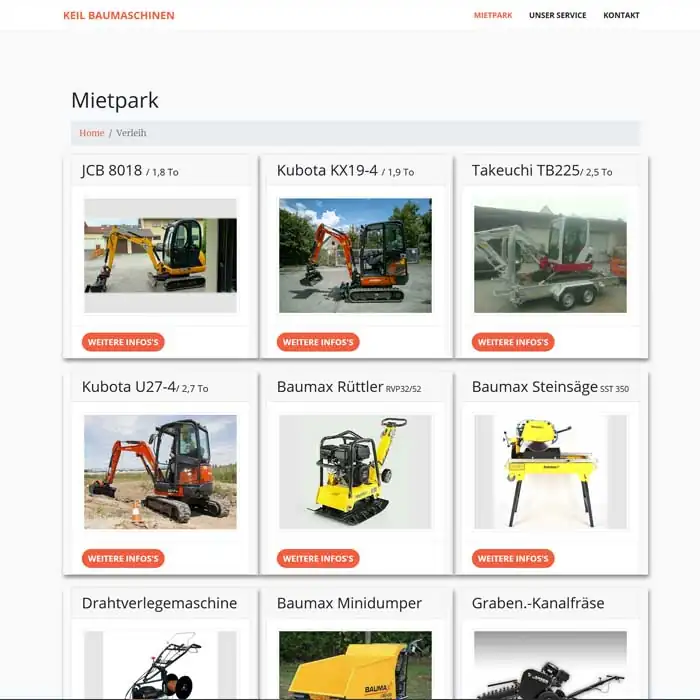 KEIL BAUMASCHINEN
MIETPARK UNSER SERVICE KONTAKT
Mietpark
Home / Verleih
JCB 8018 / 1,8 To
Kubota KX19-4 / 1,9 To
Takeuchi TB225/ 2,5 To
WEITERE INFOS'S
WEITERE INFOS'S
WEITERE INFOS'S
Kubota U27-4/ 2,7 To
Baumax Rüttler RVP32/52
Baumax Steinsäge SST 350
WEITERE INFOS'S
WEITERE INFOS'S
WEITERE INFOS'S
Drahtverlegemaschine
Baumax Minidumper
Graben.-Kanalfräse
BAUMAX